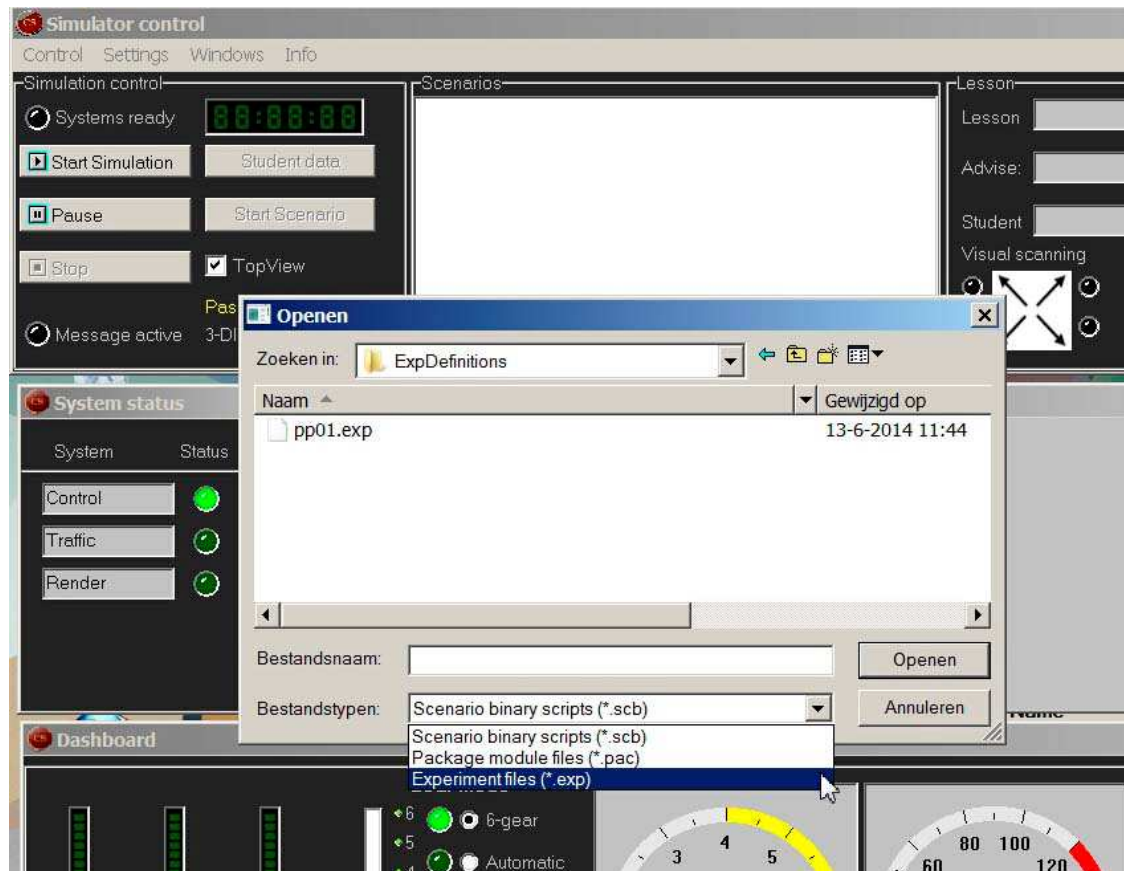 Simulator control
Control Settings Windows Info
Simulation control
Scenarios
Lesson
Systems ready
88:88:88
Lesson
Start Simulation
Student data
Advise:
Pause
Start Scenario
Student
Stop
TopView
Visual scanning
Pas
Message active
3-DI
Openen
Zoeken in:
ExpDefinitions
System status
Naam
Gewijzigd op
pp01.exp
13-6-2014 11:44
System Status
Control
Traffic
Render
Bestandsnaam:
Openen
Bestandstypen:
Scenario binary scripts (*.scb)
Annuleren
Name
Dashboard
Scenario binary scripts (*.scb)
Package module files (*.pac)
Experiment files (*.exp)
6
6-gear
5
Automatic
3 4 5
60 80 100 120